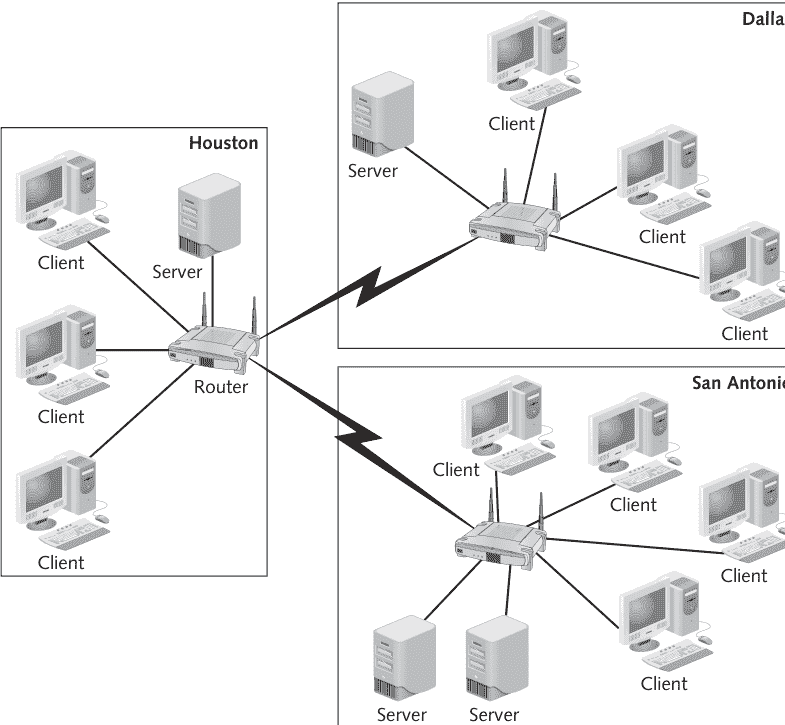 Houston
Client
Server
Client
Router
Client
Dalla
Client
Server
Client
Client
San Antoni
Client
Client
Client
Client
Server
Server